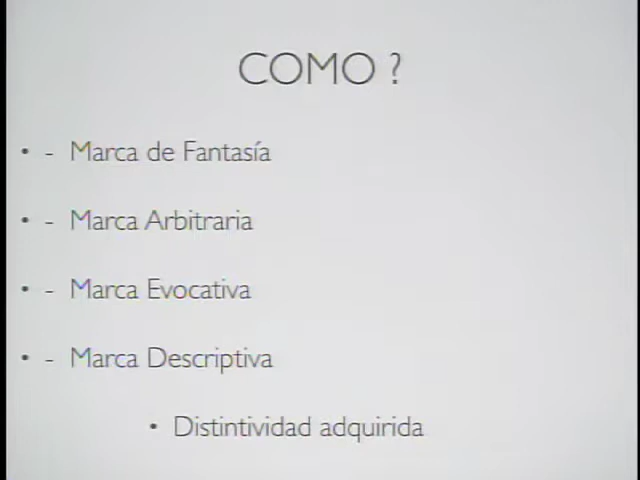 COMO ?
• - Marca de Fantasía
• - Marca Arbitraria
• - Marca Evocativa
• - Marca Descriptiva
• Distintividad adquirida